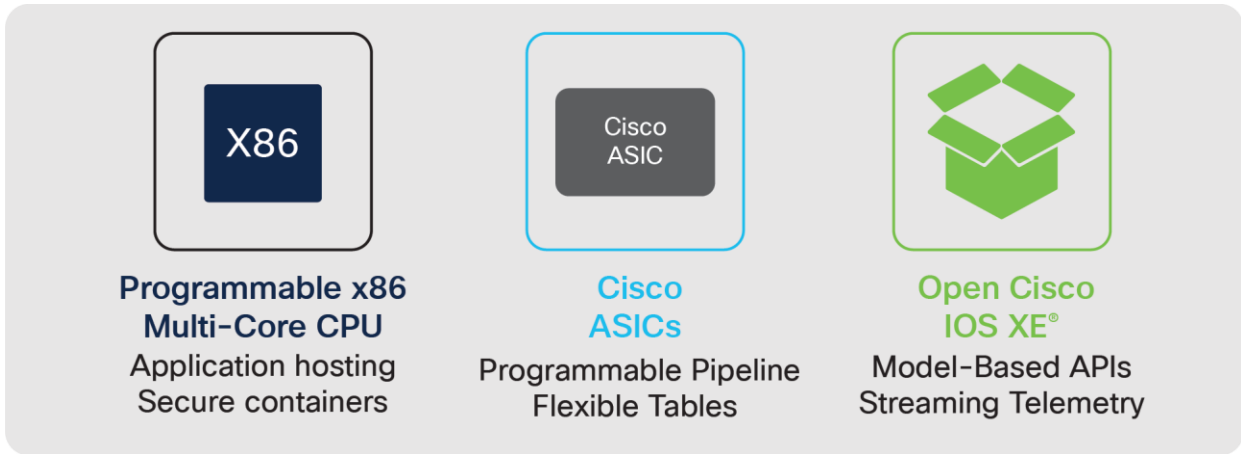 X86
Programmable x86
Multi-Core CPU
Application hosting
Secure containers
Cisco
ASIC
Cisco
ASICs
Programmable Pipeline
Flexible Tables
Open Cisco
IOS XE®
Model-Based APIs
Streaming Telemetry